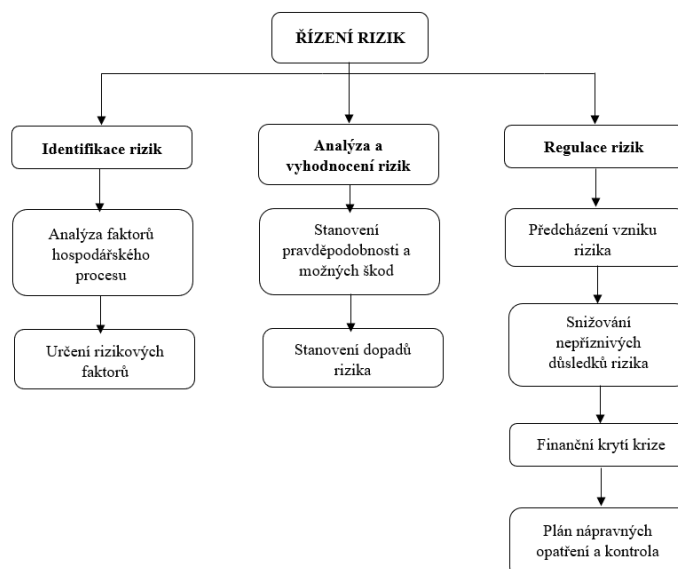 ŘÍZENÍ RIZIK
Identifikace rizik
Analýza a
vyhodnocení rizik
Regulace rizik
Analýza faktorů
hospodářského
procesu
Stanovení
pravděpodobnosti a
možných škod
Předcházení vzniku
rizika
Určení rizikových
faktorů
Stanovení dopadů
rizika
Snižování
nepříznivých
důsledků rizika
Finanční krytí krize
Plán nápravných
opatření a kontrola